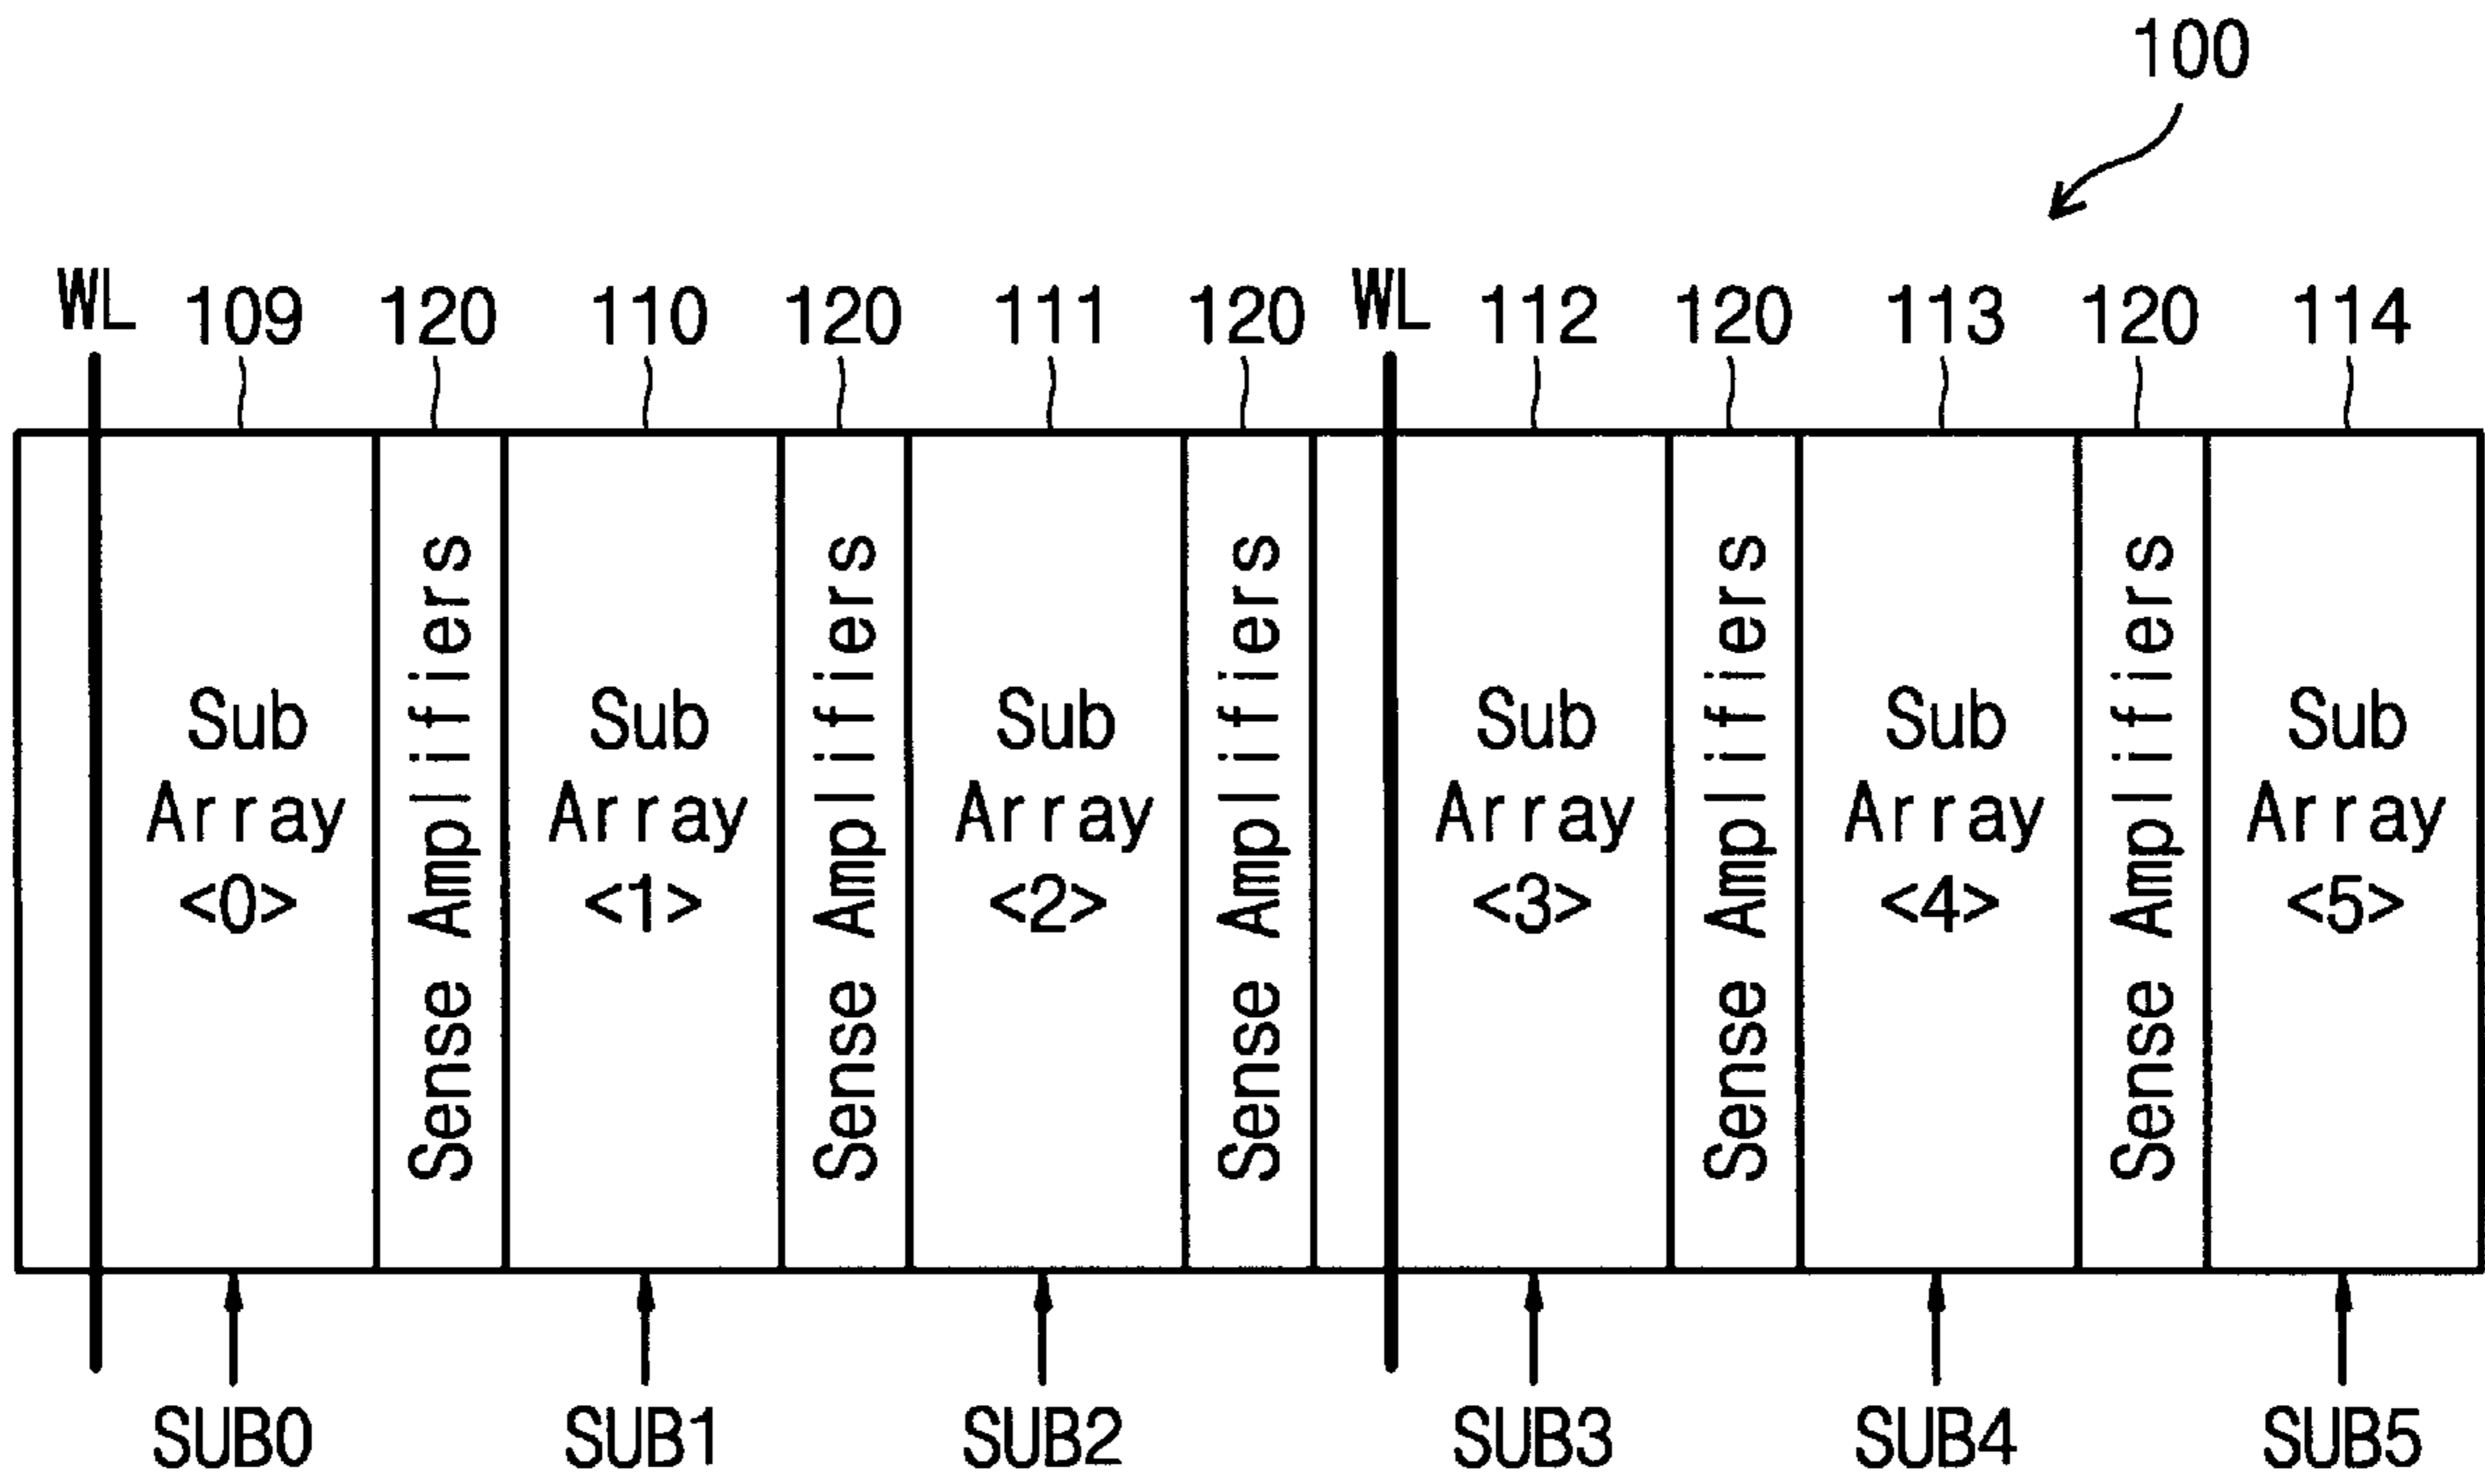 100
WL 109 120 110 120 111 120 WL 112 120 113 120 114
Sub
Array
<0>
Sense Amplifiers
Sub
Array
<1>
Sense Amplifiers
Sub
Array
<2>
Sense Amplifiers
Sub
Array
<3>
Sense Amplifiers
Sub
Array
<4>
Sense Amplifiers
Sub
Array
<5>
SUB0 SUB1 SUB2 SUB3 SUB4 SUB5